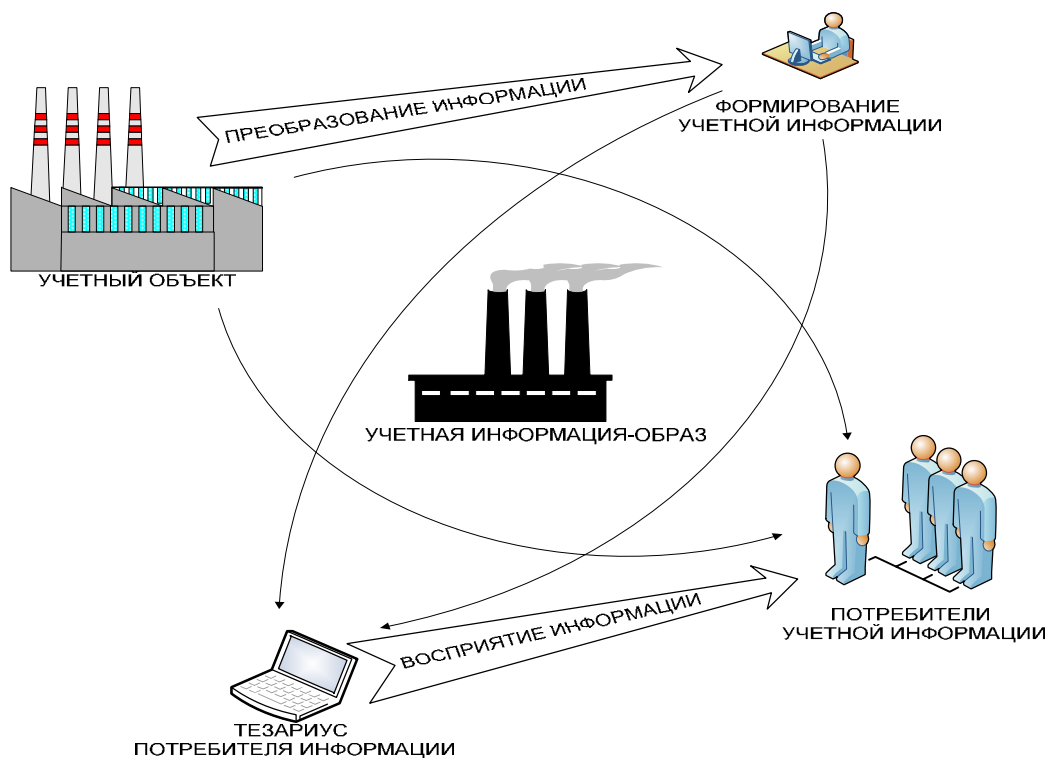 ПРЕОБРАЗОВАНИЕ ИНФОРМАЦИИ
ФОРМИРОВАНИЕ
УЧЕТНОЙ ИНФОРМАЦИИ
УЧЕТНЫЙ ОБЪЕКТ
УЧЕТНАЯ ИНФОРМАЦИЯ-ОБРАЗ
ПОТРЕБИТЕЛИ
УЧЕТНОЙ ИНФОРМАЦИИ
ВОСПРИЯТИЕ ИНФОРМАЦИИ
ТЕЗАРИУС
ПОТРЕБИТЕЛЯ ИНФОРМАЦИИ